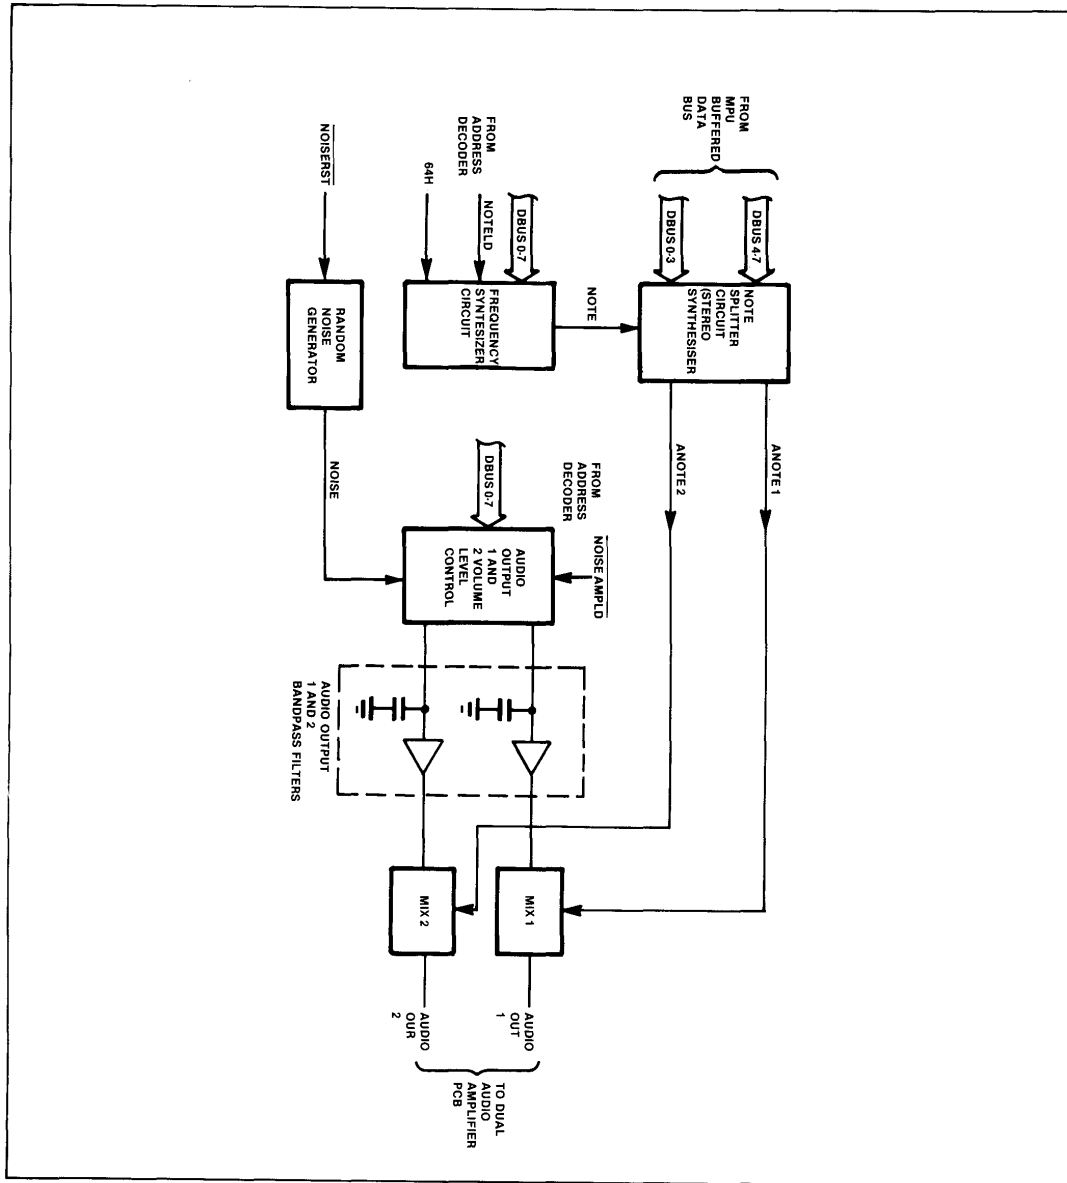 FROM
MPU
BUFFERED
DATA
BUS
DBUS 4-7
DBUS 0-3
NOTE
SPLITTER
CIRCUIT
(STEREO
SYNTHESISER
ANOTE 1
ANOTE 2
NOTE
FROM
ADDRESS
DECODER
DBUS 0-7
NOTELD
64H
FREQUENCY
SYNTESIZER
CIRCUIT
NOISERST
RANDOM
NOISE
GENERATOR
NOISE
FROM
ADDRESS
DECODER
NOISE AMPLD
DBUS 0-7
AUDIO
OUTPUT
1 AND
2 VOLUME
LEVEL
CONTROL
AUDIO OUTPUT
1 AND 2
BANDPASS FILTERS
MIX 1
MIX 2
AUDIO
OUT
1
AUDIO
OUR
2
TO DUAL
AUDIO
AMPLIFIER
PCB